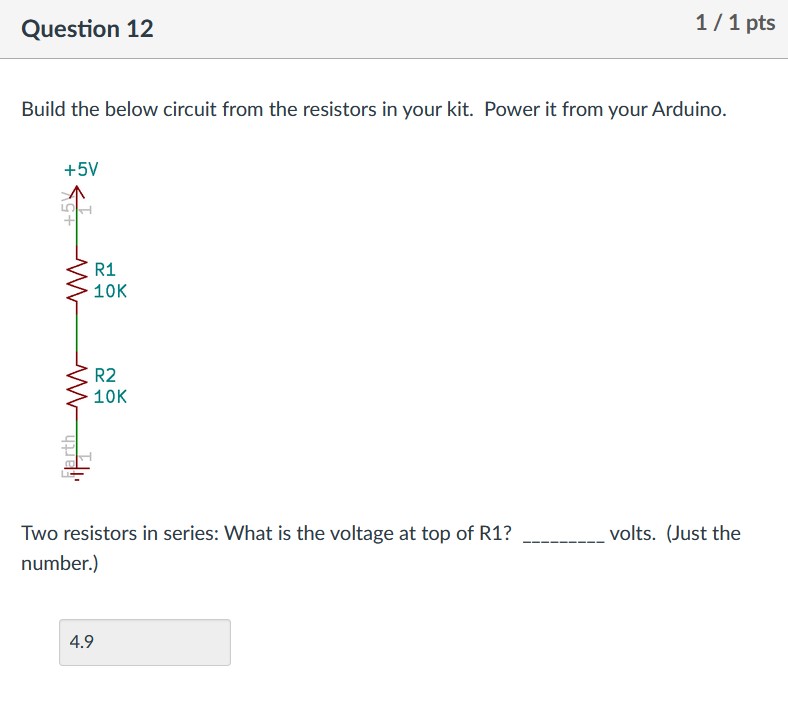 Question 12
1 / 1 pts
Build the below circuit from the resistors in your kit. Power it from your Arduino.
+5V
+5V
1
R1
10K
R2
10K
Earth
1
Two resistors in series: What is the voltage at top of R1? _________ volts. (Just the
number.)
4.9